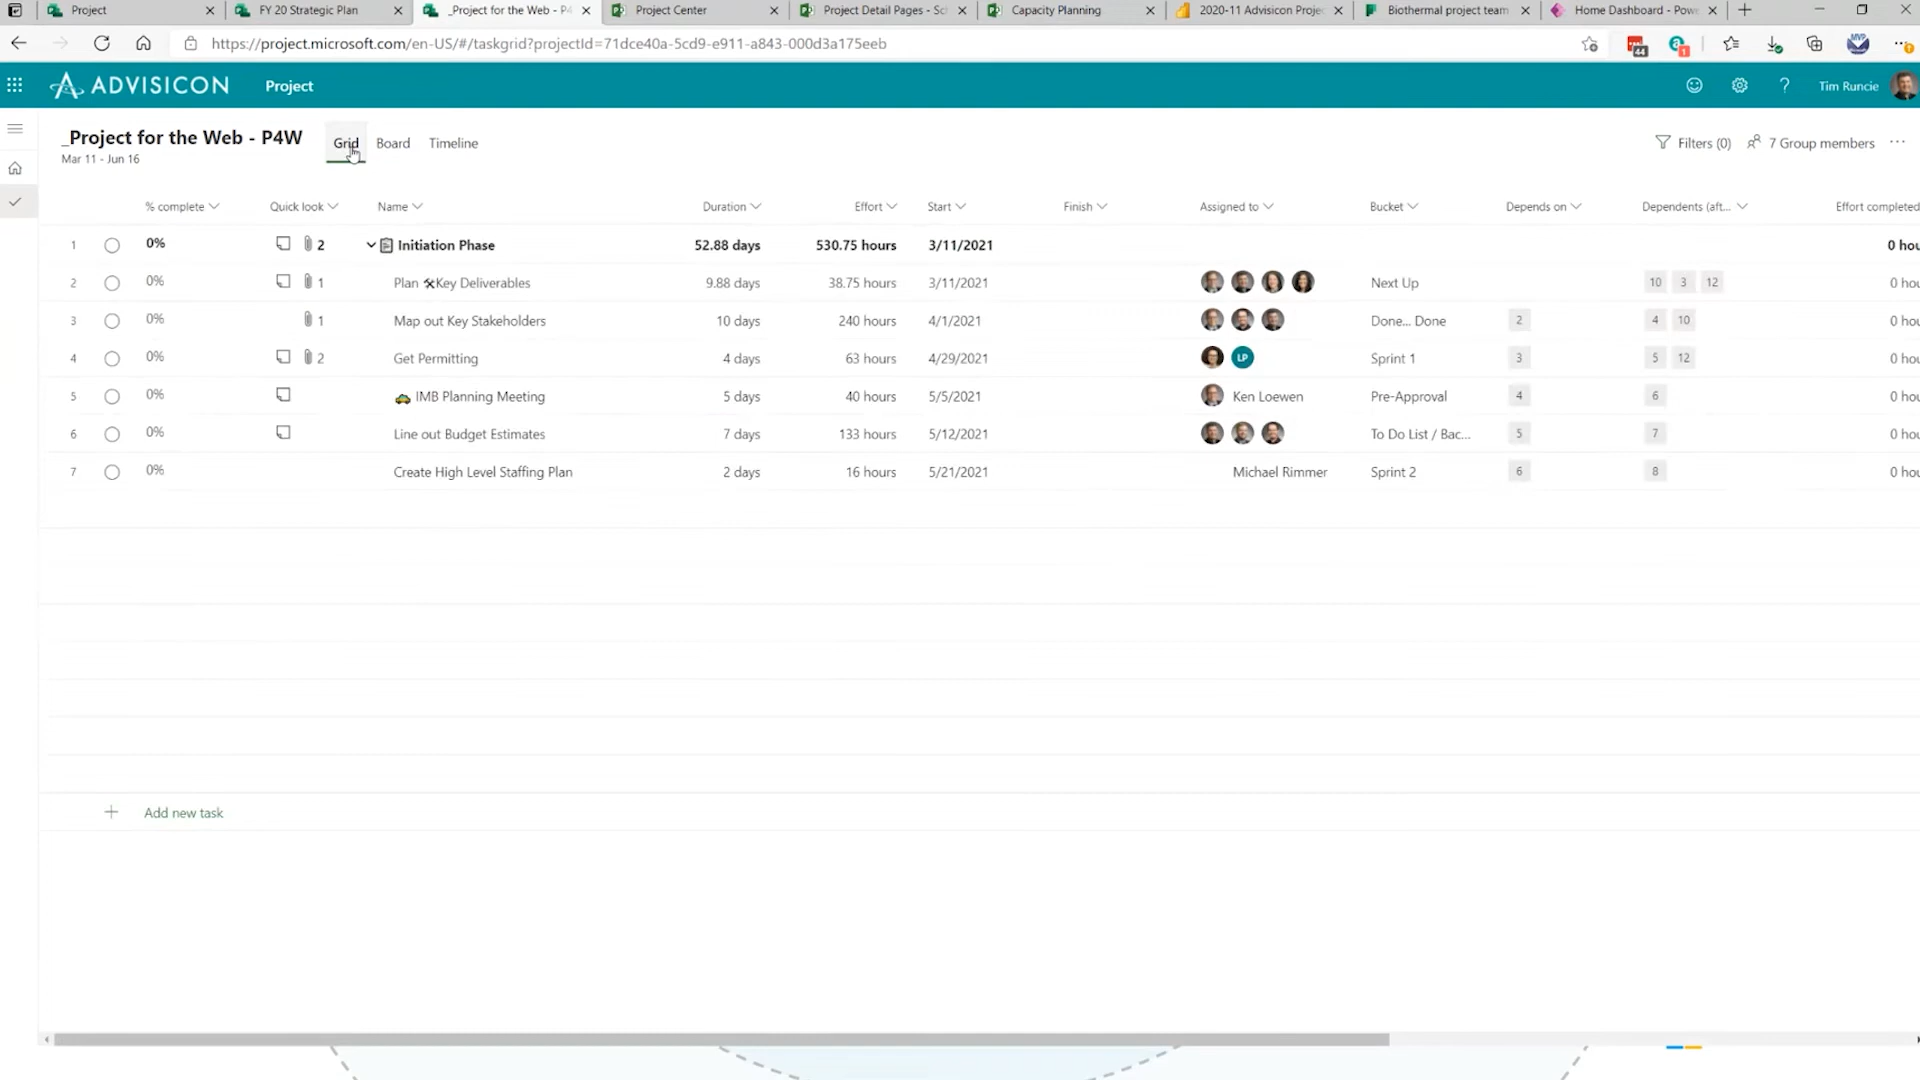 Project
FY 20 Strategic Plan
_Project for the Web - P4
Project Center
Project Detail Pages - Sc
Capacity Planning
2020-11 Advisicon Projec
Biothermal project team
Home Dashboard - Powe
https://project.microsoft.com/en-US/#/taskgrid?projectId=71dce40a-5cd9-e911-a843-000d3a175eeb
44
1
MVP
ADVISICON
Project
Tim Runcie
_Project for the Web - P4W
Mar 11 - Jun 16
Grid
Board
Timeline
Filters (0)
7 Group members
% complete Quick look Name Duration Effort Start Finish Assigned to Bucket Depends on Dependents (aft... Effort completed
1 0% 2 Initiation Phase 52.88 days 530.75 hours 3/11/2021 0 hou
2 0% 1 Plan 🛠Key Deliverables 9.88 days 38.75 hours 3/11/2021 Next Up 10 3 12 0 hou
3 0% 1 Map out Key Stakeholders 10 days 240 hours 4/1/2021 Done... Done 2 4 10 0 hou
4 0% 2 Get Permitting 4 days 63 hours 4/29/2021 LP Sprint 1 3 5 12 0 hou
5 0% 🚖 IMB Planning Meeting 5 days 40 hours 5/5/2021 Ken Loewen Pre-Approval 4 6 0 hou
6 0% Line out Budget Estimates 7 days 133 hours 5/12/2021 To Do List / Bac... 5 7 0 hou
7 0% Create High Level Staffing Plan 2 days 16 hours 5/21/2021 Michael Rimmer Sprint 2 6 8 0 hou
Add new task